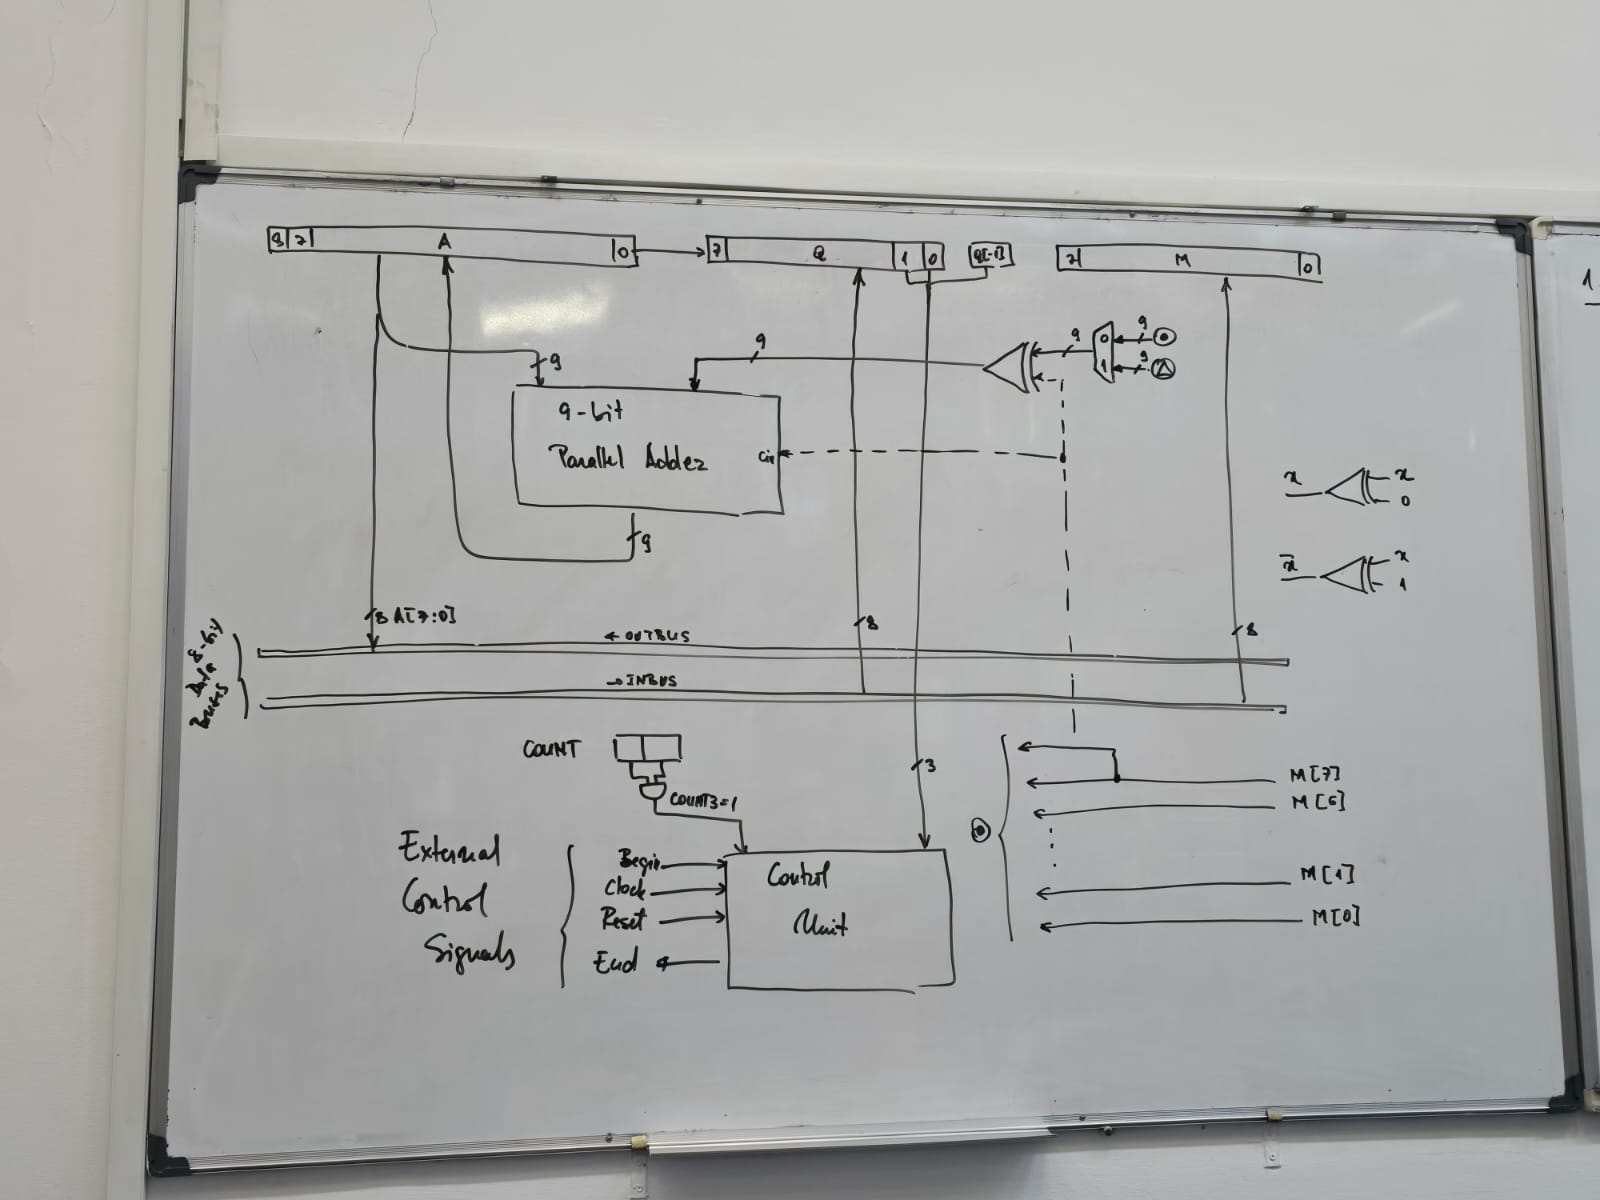 8 7 A 0
7 Q 1 0
Q[-1]
7 M 0
9
9
9
0
9
1
9
9-bit
Parallel Adder
Cin
9
x
x
0
x̄
x
1
8 A[7:0]
8
8
← OUTBUS
→ INBUS
8-bit
Data
Buses
COUNT
COUNT3=1
3
External
Control
Signals
Begin
Clock
Reset
End
Control
Unit
M[7]
M[6]
M[1]
M[0]
1